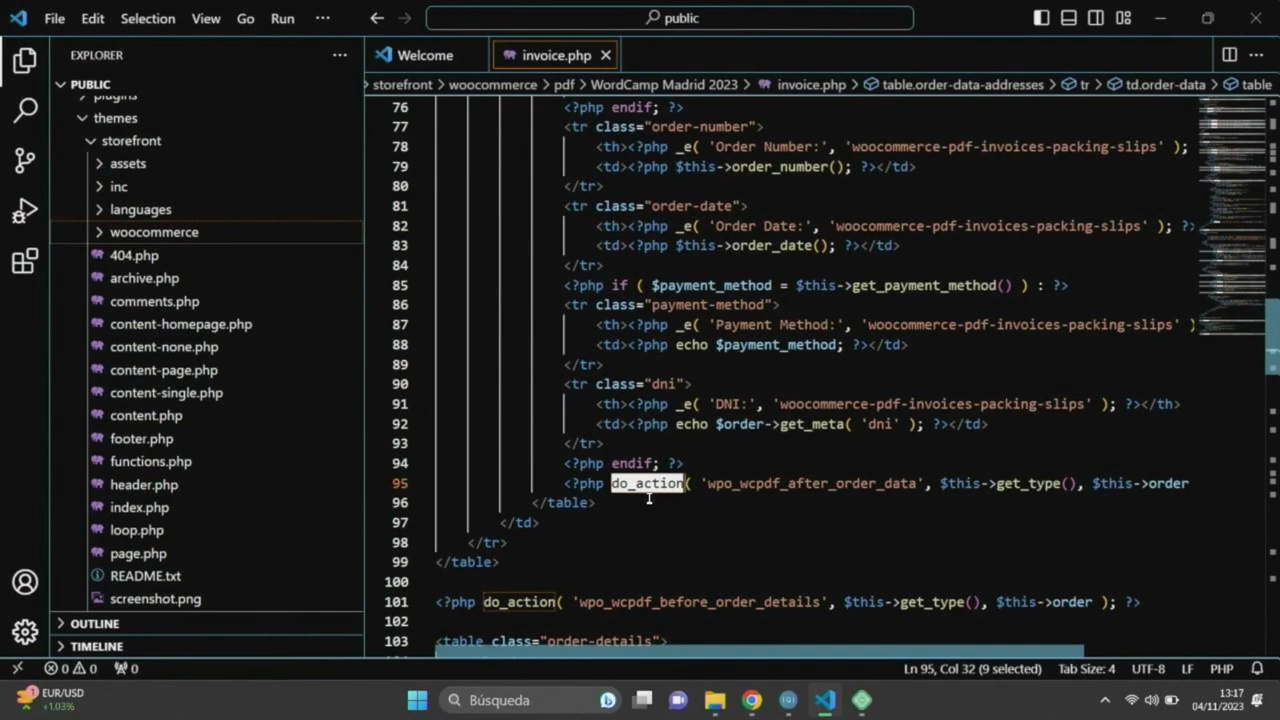 File Edit Selection View Go Run ··· public
EXPLORER ···
PUBLIC
plugins
themes
storefront
assets
inc
languages
woocommerce
404.php
archive.php
comments.php
content-homepage.php
content-none.php
content-page.php
content-single.php
content.php
footer.php
functions.php
header.php
index.php
loop.php
page.php
README.txt
screenshot.png
OUTLINE
TIMELINE
Welcome invoice.php
storefront > woocommerce > pdf > WordCamp Madrid 2023 > invoice.php > table.order-data-addresses > tr > td.order-data > table
76 <?php endif; ?>
77 <tr class="order-number">
78 <th><?php _e( 'Order Number:', 'woocommerce-pdf-invoices-packing-slips' );
79 <td><?php $this->order_number(); ?></td>
80 </tr>
81 <tr class="order-date">
82 <th><?php _e( 'Order Date:', 'woocommerce-pdf-invoices-packing-slips' ); ?>
83 <td><?php $this->order_date(); ?></td>
84 </tr>
85 <?php if ( $payment_method = $this->get_payment_method() ) : ?>
86 <tr class="payment-method">
87 <th><?php _e( 'Payment Method:', 'woocommerce-pdf-invoices-packing-slips' )
88 <td><?php echo $payment_method; ?></td>
89 </tr>
90 <tr class="dni">
91 <th><?php _e( 'DNI:', 'woocommerce-pdf-invoices-packing-slips' ); ?></th>
92 <td><?php echo $order->get_meta( 'dni' ); ?></td>
93 </tr>
94 <?php endif; ?>
95 <?php do_action( 'wpo_wcpdf_after_order_data', $this->get_type(), $this->order
96 </table>
97 </td>
98 </tr>
99 </table>
100
101 <?php do_action( 'wpo_wcpdf_before_order_details', $this->get_type(), $this->order ); ?>
102
103 <table class="order-details">
0 0 0 Ln 95, Col 32 (9 selected) Tab Size: 4 UTF-8 LF PHP
1 EUR/USD
+1.03%
Búsqueda
13:17
04/11/2023